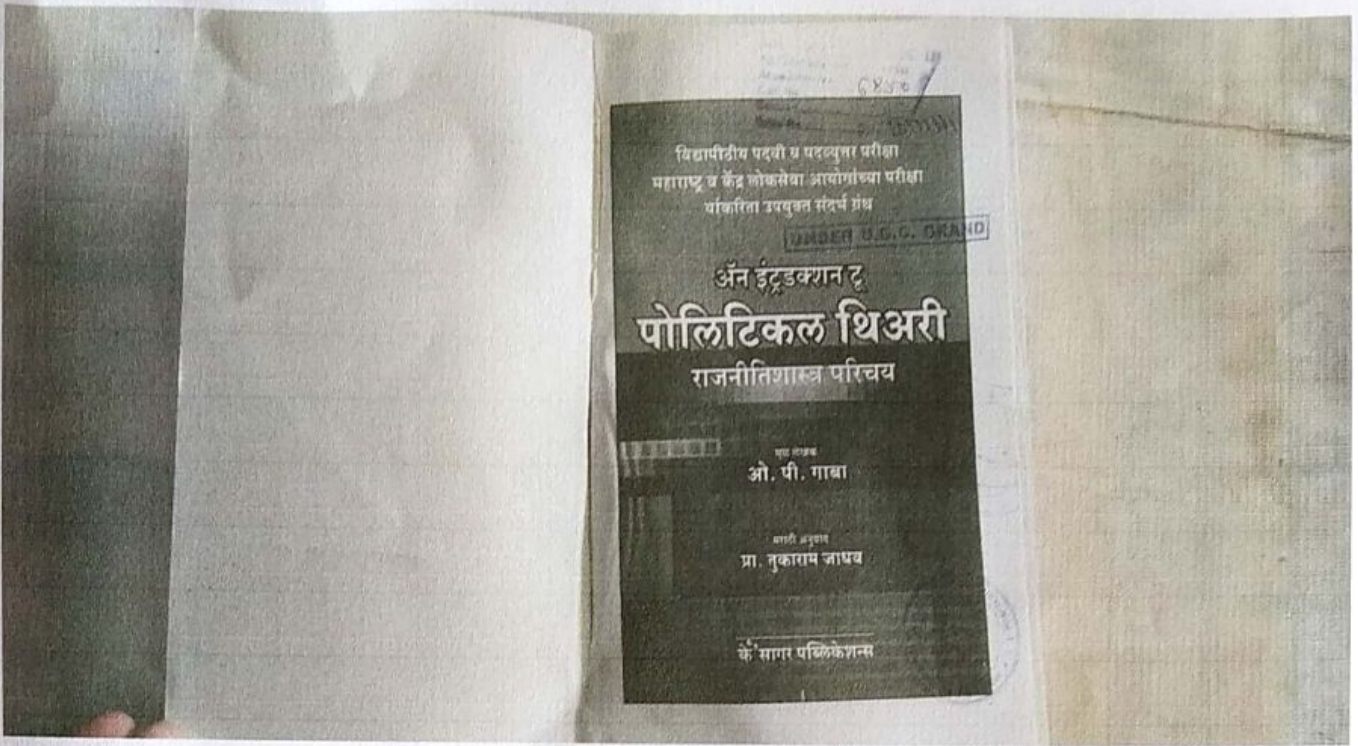 6850
विद्यापीठीय पदवी व पदव्युत्तर परीक्षा
महाराष्ट्र व केंद्र लोकसेवा आयोगांच्या परीक्षा
यांकरिता उपयुक्त संदर्भ ग्रंथ
UNDER U.G.C. GRAND
ॲन इंट्रडक्शन टू
पोलिटिकल थिअरी
राजनीतिशास्त्र परिचय
मूळ लेखक
ओ. पी. गाबा
मराठी अनुवाद
प्रा. तुकाराम जाधव
के'सागर पब्लिकेशन्स